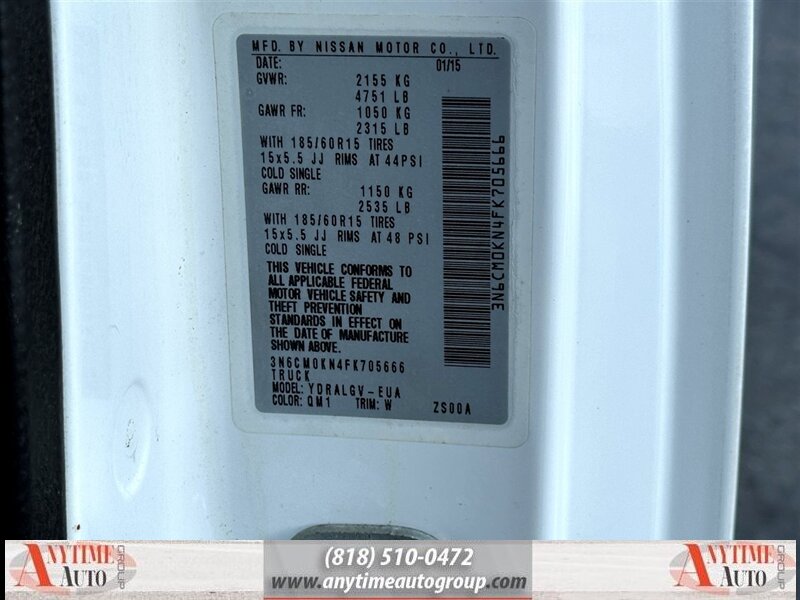 MFD. BY NISSAN MOTOR CO., LTD.
DATE: 01/15
GVWR: 2155 KG
4751 LB
GAWR FR: 1050 KG
2315 LB
WITH 185/60R15 TIRES
15x5.5 JJ RIMS AT 44PSI
COLD SINGLE
GAWR RR: 1150 KG
2535 LB
WITH 185/60R15 TIRES
15x5.5 JJ RIMS AT 48 PSI
COLD SINGLE
THIS VEHICLE CONFORMS TO
ALL APPLICABLE FEDERAL
MOTOR VEHICLE SAFETY AND
THEFT PREVENTION
STANDARDS IN EFFECT ON
THE DATE OF MANUFACTURE
SHOWN ABOVE.
3N6CM0KN4FK705666
TRUCK
MODEL: YDRALGV-EUA
COLOR: QM1 TRIM: W ZS00A
3N6CM0KN4FK705666
ANYTIME AUTO GROUP
(818) 510-0472
www.anytimeautogroup.com
ANYTIME AUTO GROUP